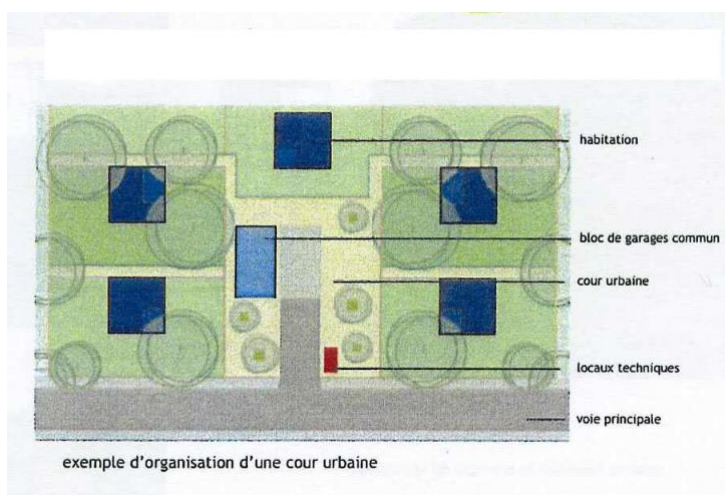 habitation
bloc de garages commun
cour urbaine
locaux techniques
voie principale
exemple d'organisation d'une cour urbaine